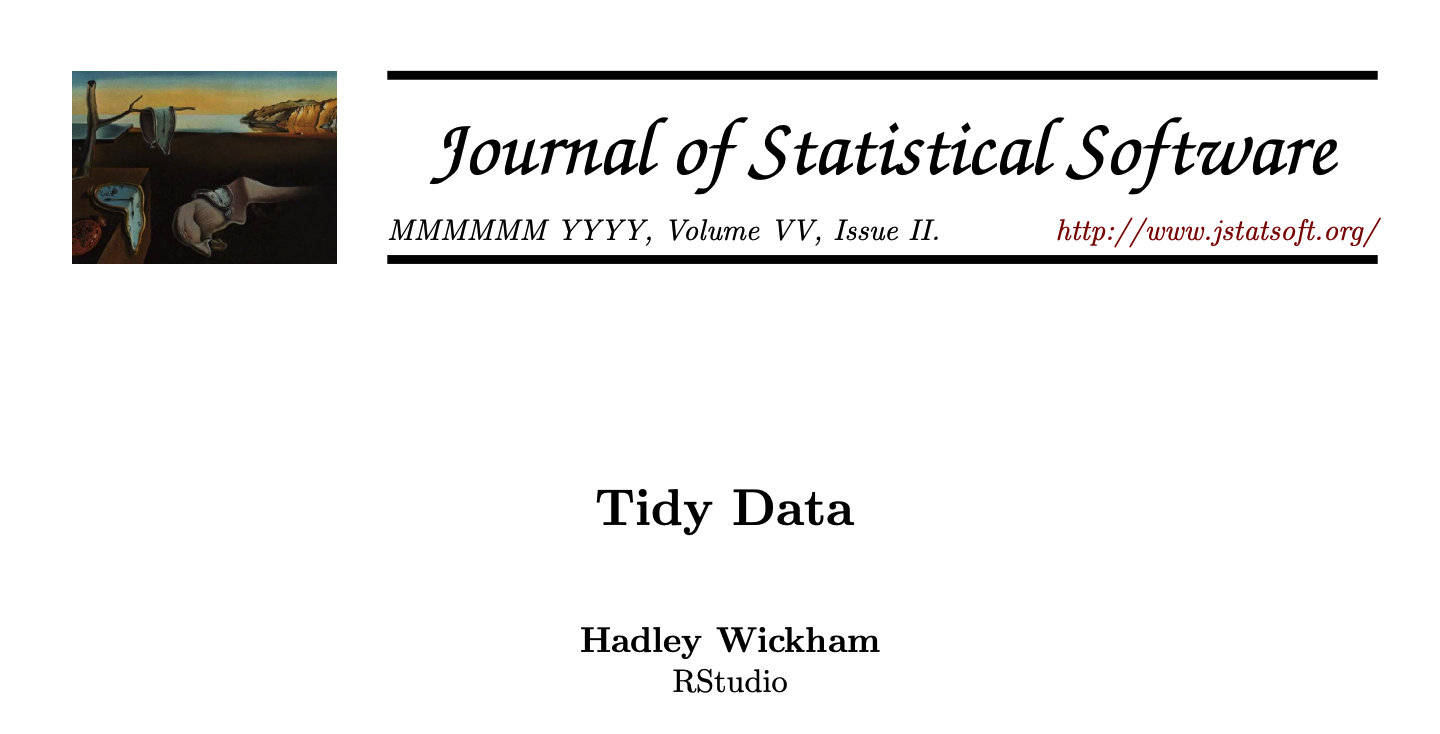 Journal of Statistical Software
MMMMMM YYYY, Volume VV, Issue II. http://www.jstatsoft.org/
Tidy Data
Hadley Wickham
RStudio